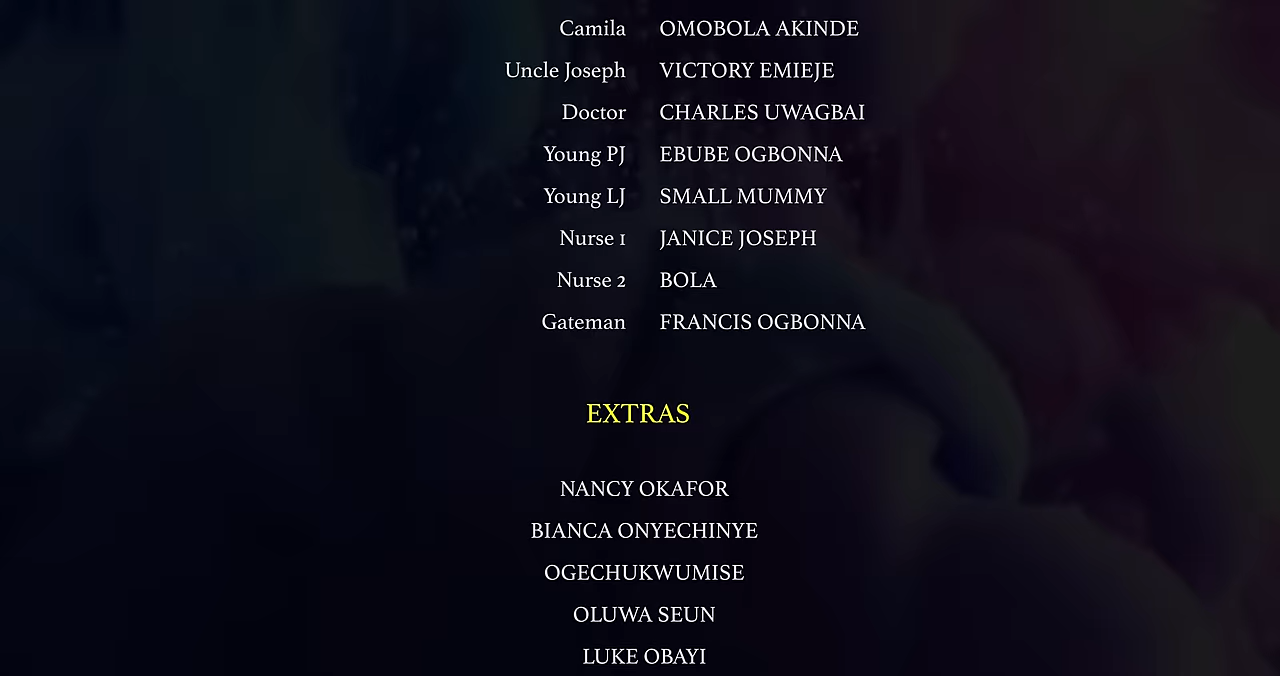 Camila OMOBOLA AKINDE
Uncle Joseph VICTORY EMIEJE
Doctor CHARLES UWAGBAI
Young PJ EBUBE OGBONNA
Young LJ SMALL MUMMY
Nurse 1 JANICE JOSEPH
Nurse 2 BOLA
Gateman FRANCIS OGBONNA
EXTRAS
NANCY OKAFOR
BIANCA ONYECHINYE
OGECHUKWUMISE
OLUWA SEUN
LUKE OBAYI